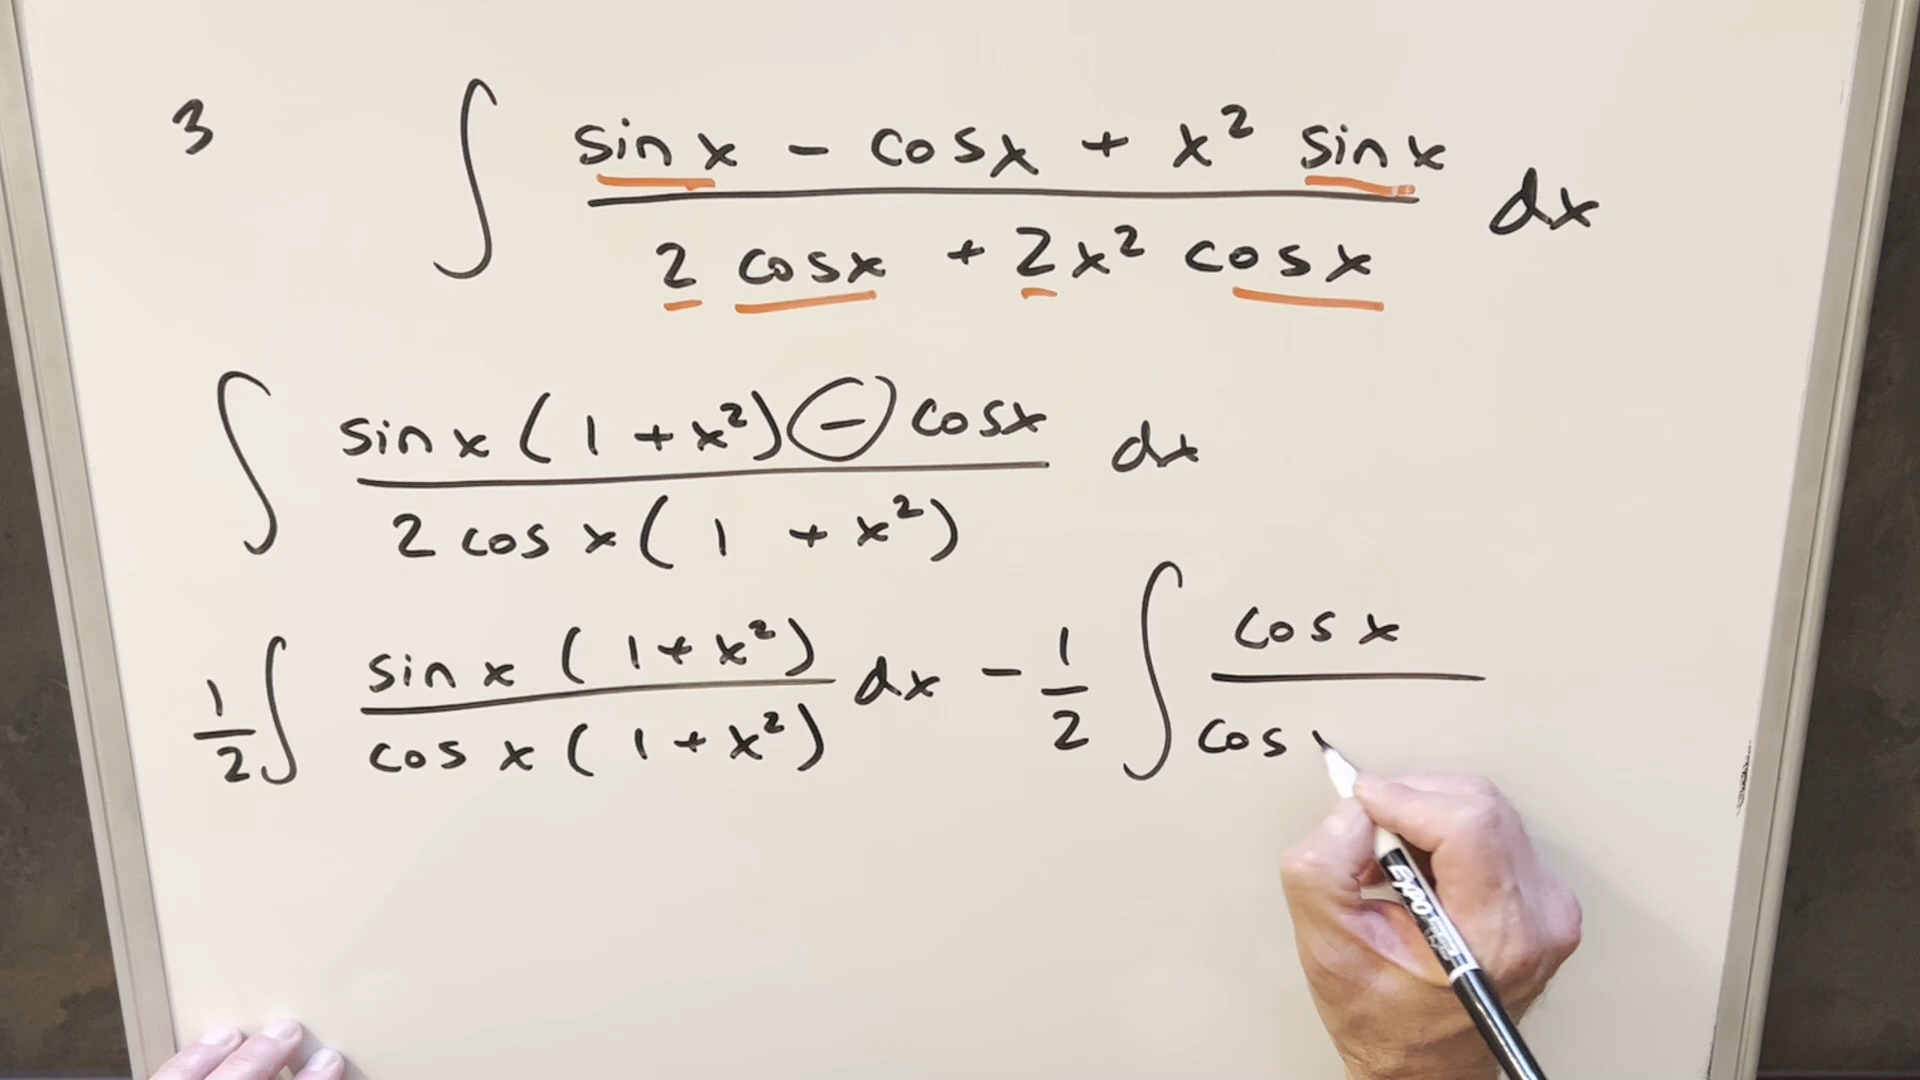 3 ∫ (sin x - cos x + x² sin x) / (2 cos x + 2x² cos x) dx
∫ (sin x (1 + x²) - cos x) / (2 cos x (1 + x²)) dx
1/2 ∫ (sin x (1 + x²)) / (cos x (1 + x²)) dx - 1/2 ∫ cos x / cos x
EXPO